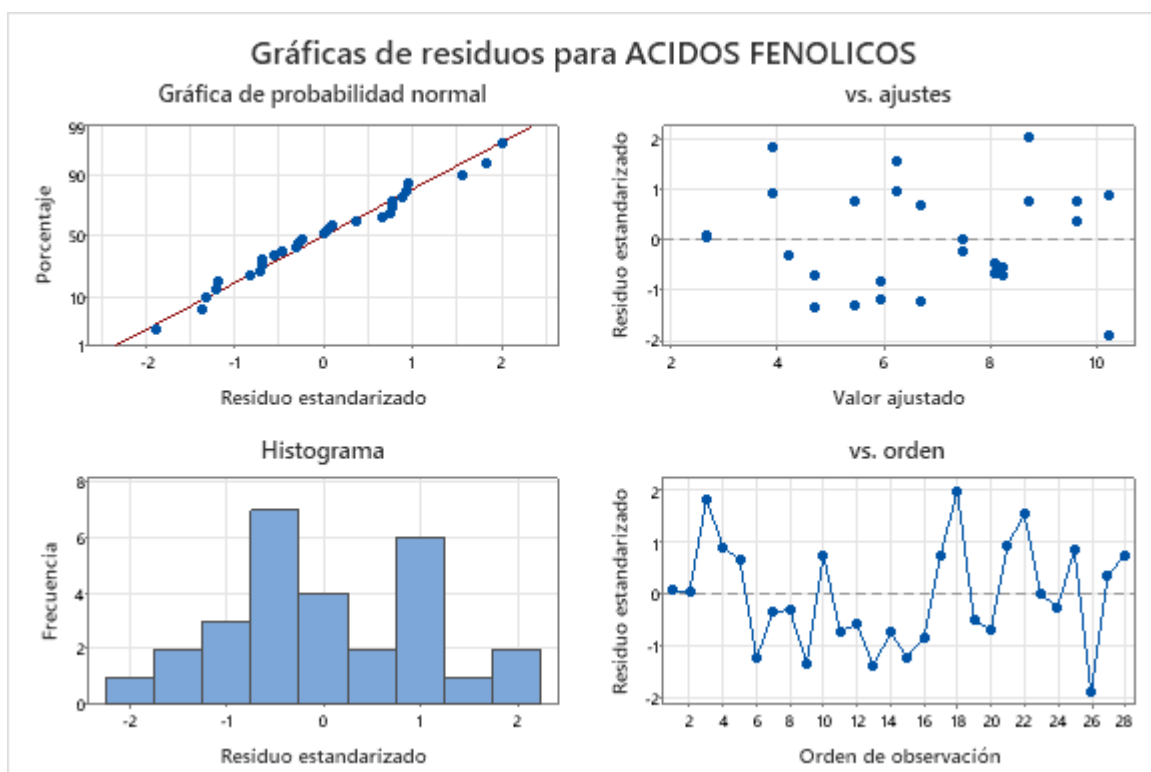 Gráficas de residuos para ACIDOS FENOLICOS
Gráfica de probabilidad normal
99
90
50
10
1
Porcentaje
-2 -1 0 1 2
Residuo estandarizado
vs. ajustes
2
1
0
-1
-2
Residuo estandarizado
2 4 6 8 10
Valor ajustado
Histograma
8
6
4
2
0
Frecuencia
-2 -1 0 1 2
Residuo estandarizado
vs. orden
2
1
0
-1
-2
Residuo estandarizado
2 4 6 8 10 12 14 16 18 20 22 24 26 28
Orden de observación